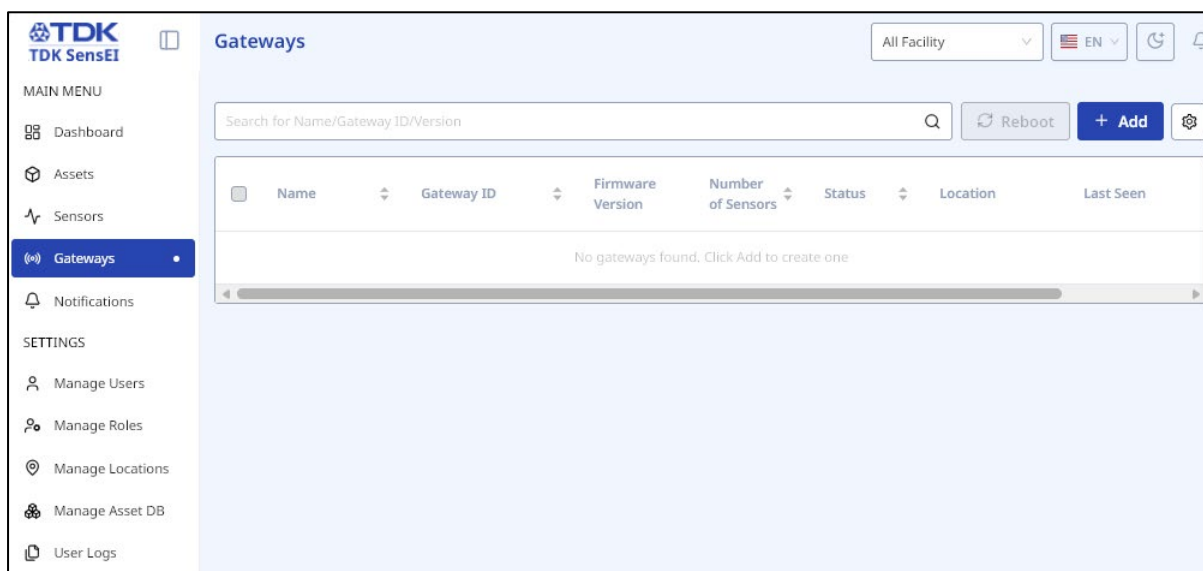 TDK
TDK SensEI
Gateways
All Facility
EN
MAIN MENU
Dashboard
Assets
Sensors
Gateways
Notifications
SETTINGS
Manage Users
Manage Roles
Manage Locations
Manage Asset DB
User Logs
Search for Name/Gateway ID/Version
Reboot
+ Add
Name
Gateway ID
Firmware
Version
Number
of Sensors
Status
Location
Last Seen
No gateways found. Click Add to create one